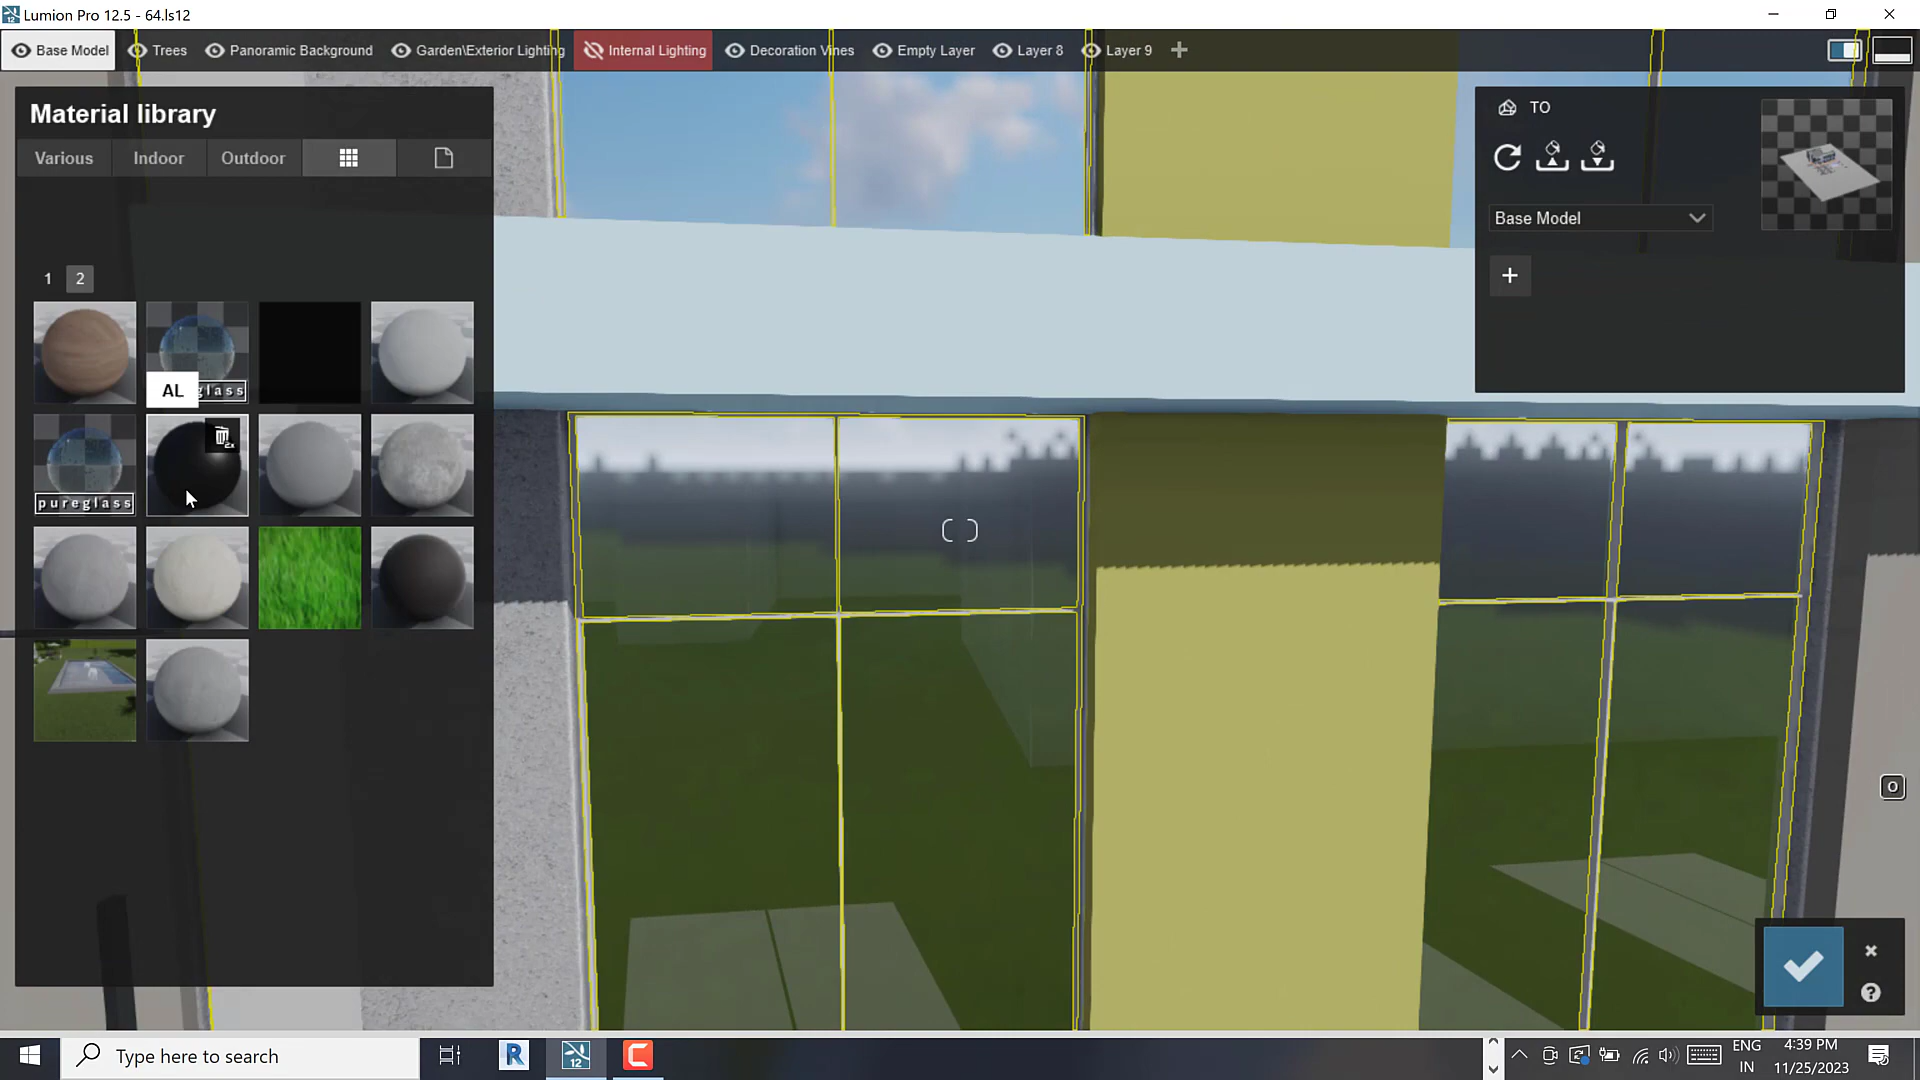 Lumion Pro 12.5 - 64.ls12
Base Model Trees Panoramic Background Garden\Exterior Lighting Internal Lighting Decoration Vines Empty Layer Layer 8 Layer 9
Material library
Various Indoor Outdoor
1 2
AL
glass
2x
pureglass
TO
Base Model
O
Type here to search
R
12
C
ENG
IN
4:39 PM
11/25/2023